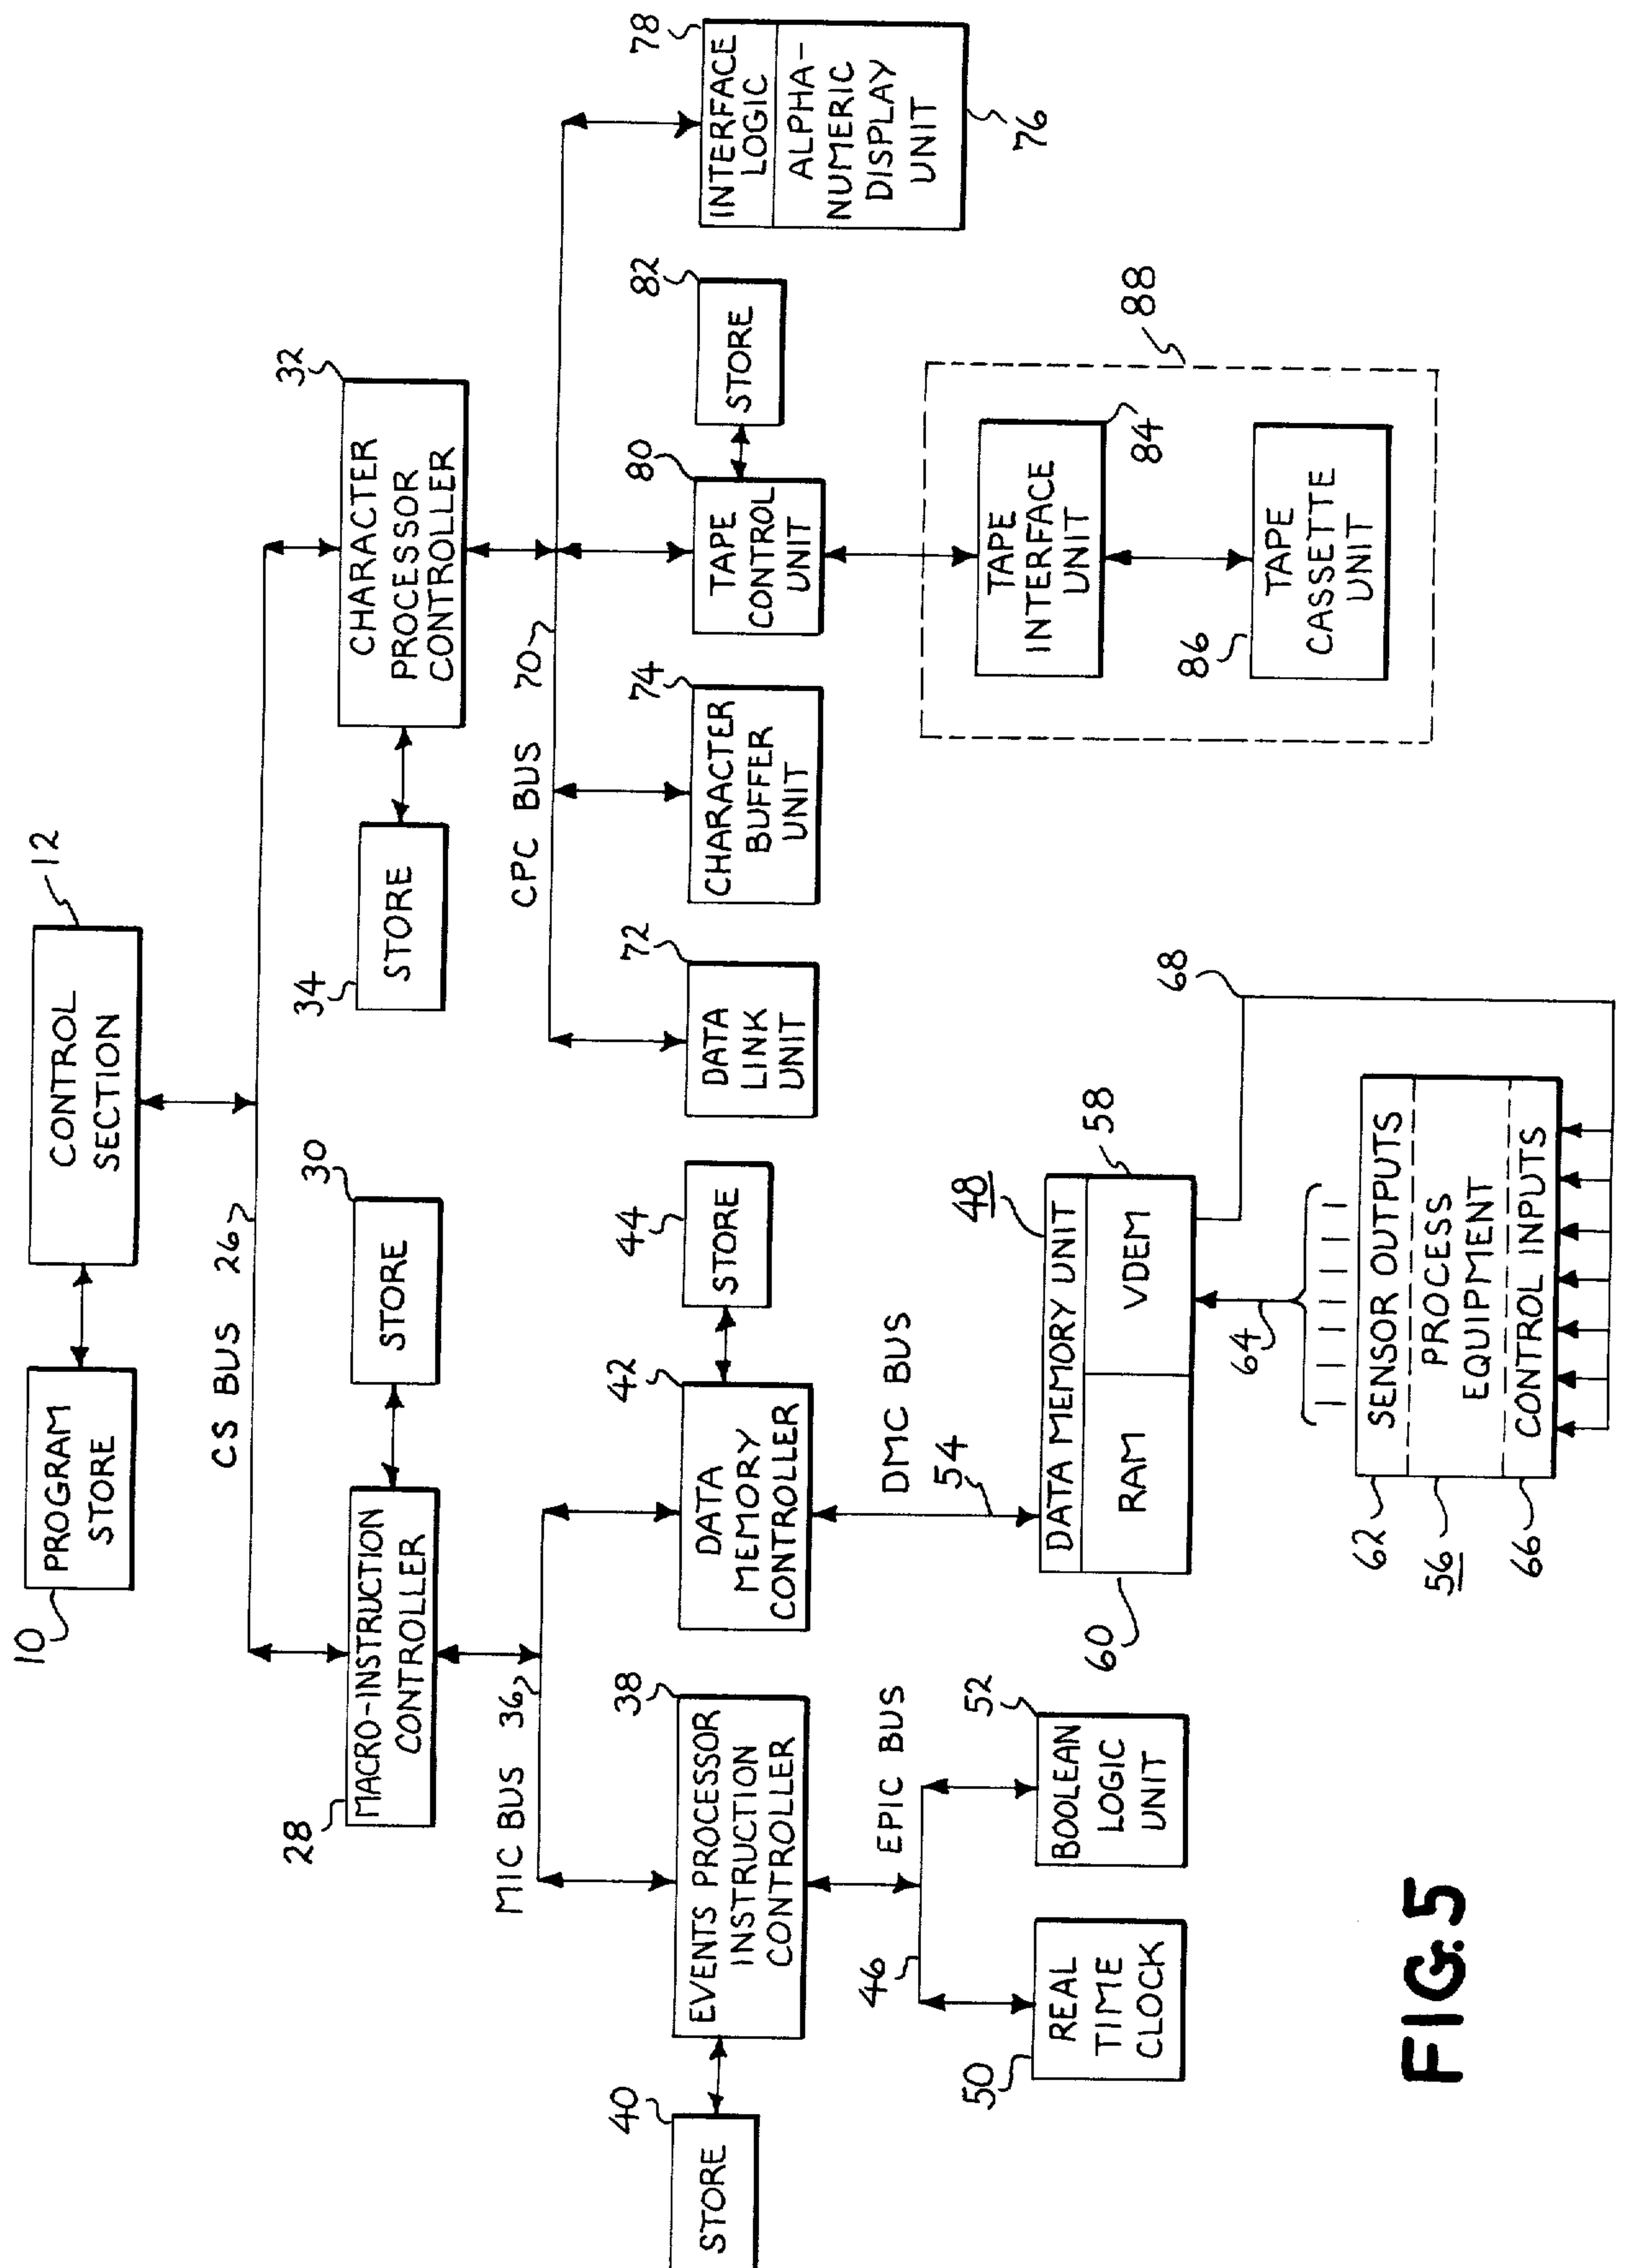 12
CONTROL
SECTION
10
PROGRAM
STORE
CS BUS 26
32
CHARACTER
PROCESSOR
CONTROLLER
34
STORE
30
STORE
28
MACRO-INSTRUCTION
CONTROLLER
MIC BUS 36
CPC BUS 70
40
STORE
38
EVENTS PROCESSOR
INSTRUCTION
CONTROLLER
42
DATA
MEMORY
CONTROLLER
44
STORE
72
DATA
LINK
UNIT
74
CHARACTER
BUFFER
UNIT
80
TAPE
CONTROL
UNIT
82
STORE
78
INTERFACE
LOGIC
ALPHA-
NUMERIC
DISPLAY
UNIT
76
EPIC BUS
46
DMC BUS
54
50
REAL
TIME
CLOCK
52
BOOLEAN
LOGIC
UNIT
48
DATA MEMORY UNIT
RAM
VDEM
58
60
88
TAPE
INTERFACE
UNIT
84
86
TAPE
CASSETTE
UNIT
64
68
62
SENSOR OUTPUTS
56
PROCESS
EQUIPMENT
66
CONTROL INPUTS
FIG.5